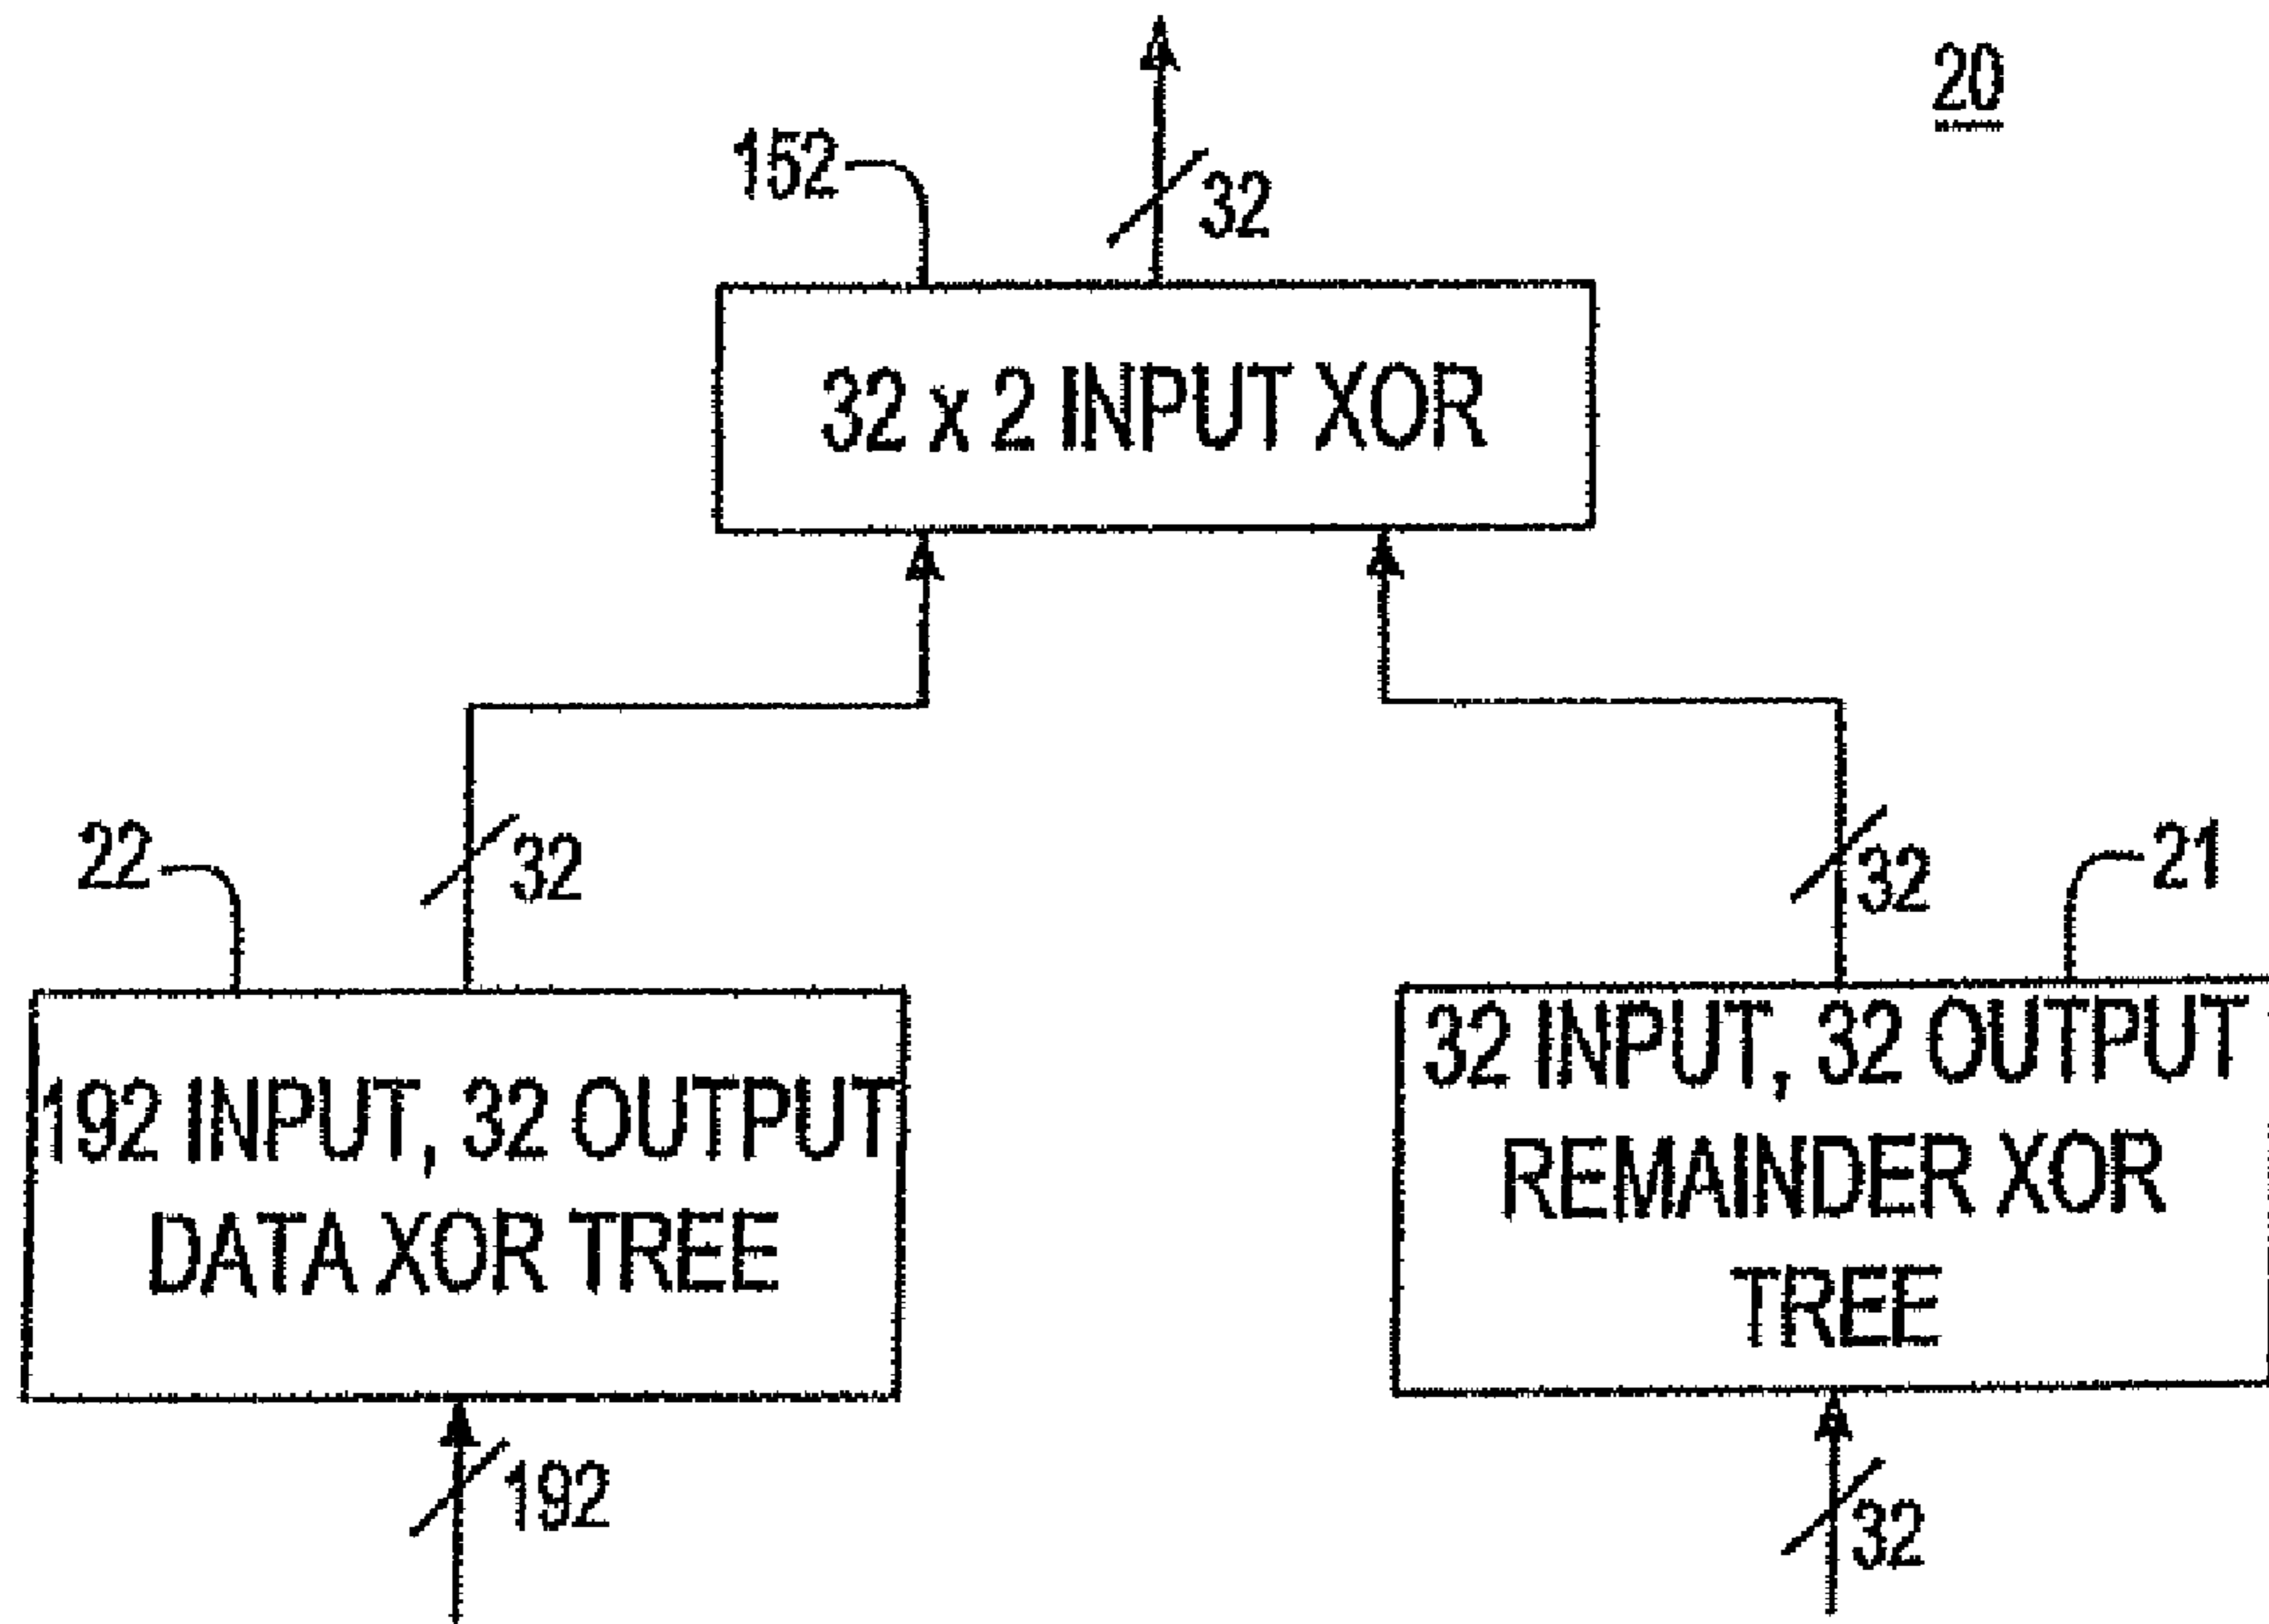 20
152
32
32 x 2 INPUT XOR
22
32
32
21
192 INPUT, 32 OUTPUT
DATA XOR TREE
32 INPUT, 32 OUTPUT
REMAINDER XOR
TREE
192
32